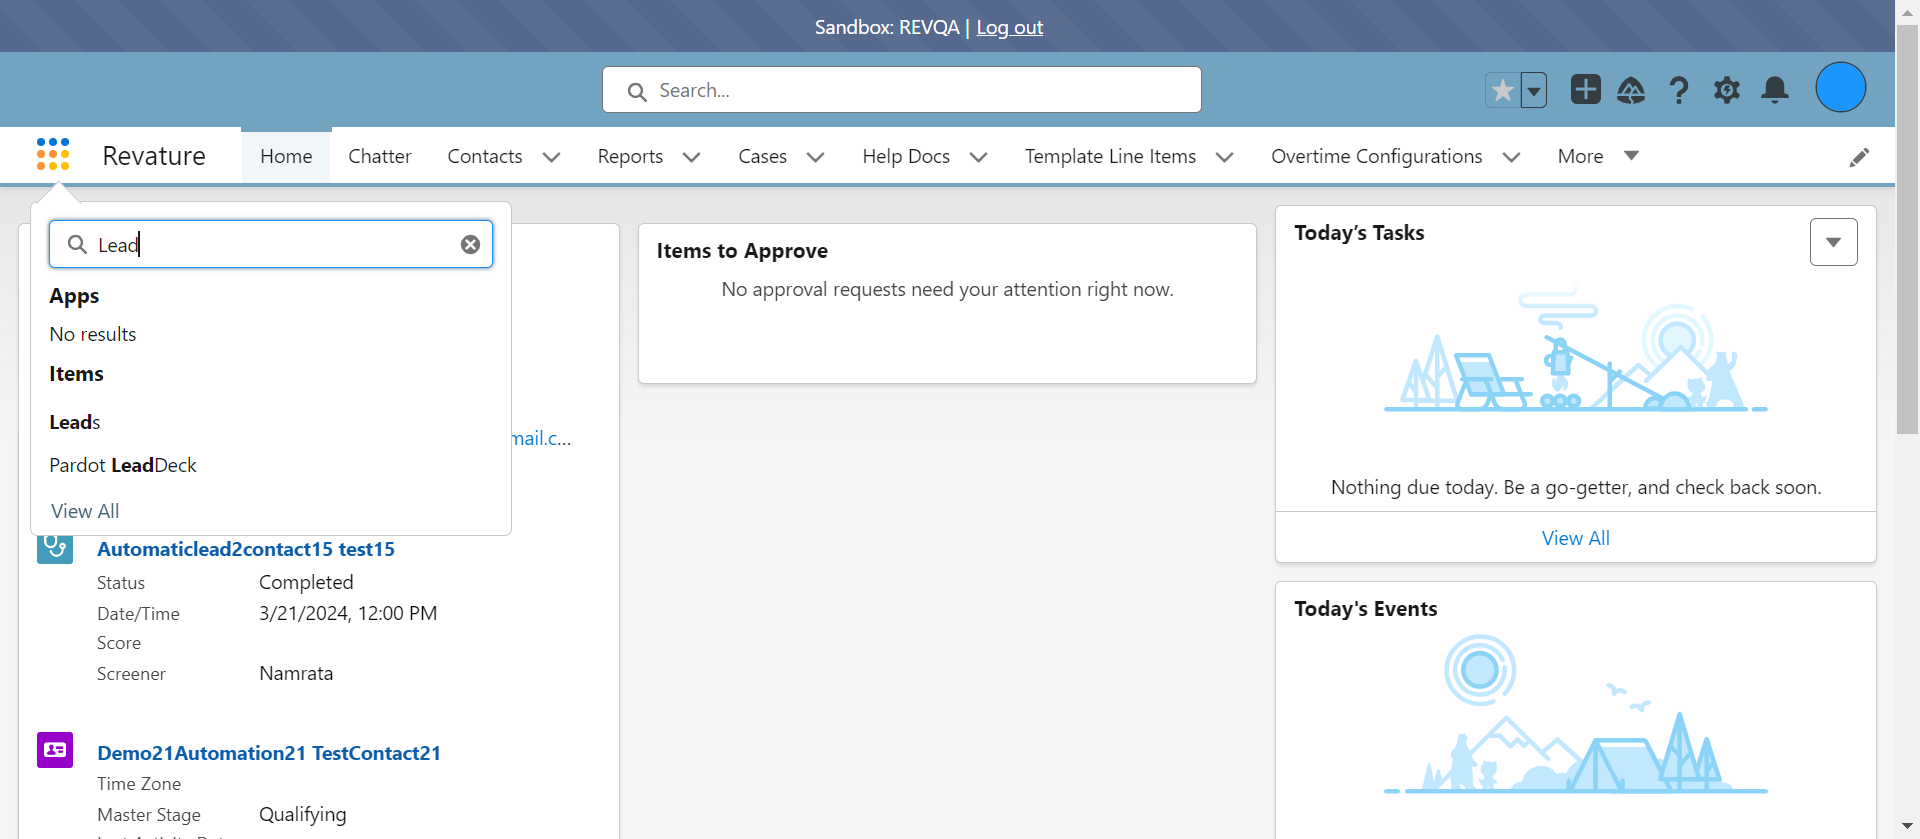 Sandbox: REVQA | Log out
Search...
Revature
Home
Chatter
Contacts
Reports
Cases
Help Docs
Template Line Items
Overtime Configurations
More
Lead
Apps
No results
Items
Leads
Pardot LeadDeck
View All
mail.c...
Automaticlead2contact15 test15
Status Completed
Date/Time 3/21/2024, 12:00 PM
Score
Screener Namrata
Demo21Automation21 TestContact21
Time Zone
Master Stage Qualifying
Items to Approve
No approval requests need your attention right now.
Today’s Tasks
Nothing due today. Be a go-getter, and check back soon.
View All
Today's Events